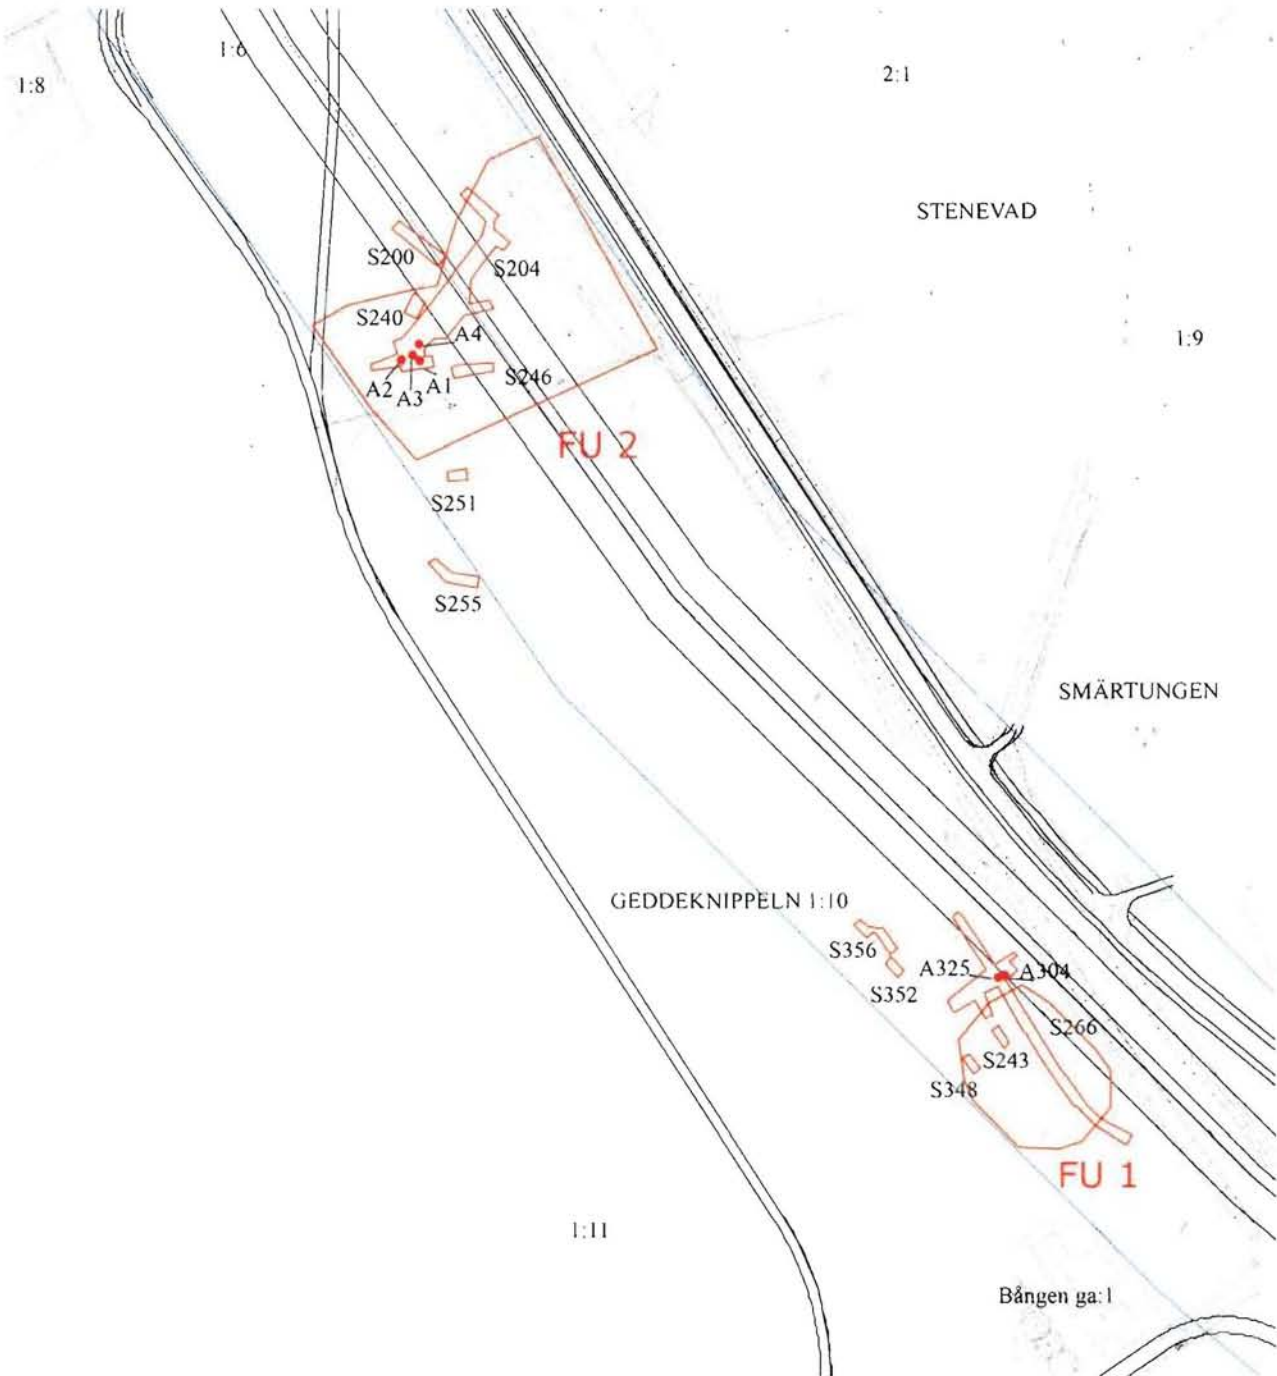 1:6
2:1
1:8
STENEVAD
S200
S204
S240
A4
1:9
A2
A3
A1
S246
FU 2
S251
S255
SMÄRTUNGEN
GEDDEKNIPPELN 1:10
S356
A325
A304
S352
S266
S243
S348
FU 1
1:11
Bången ga:1